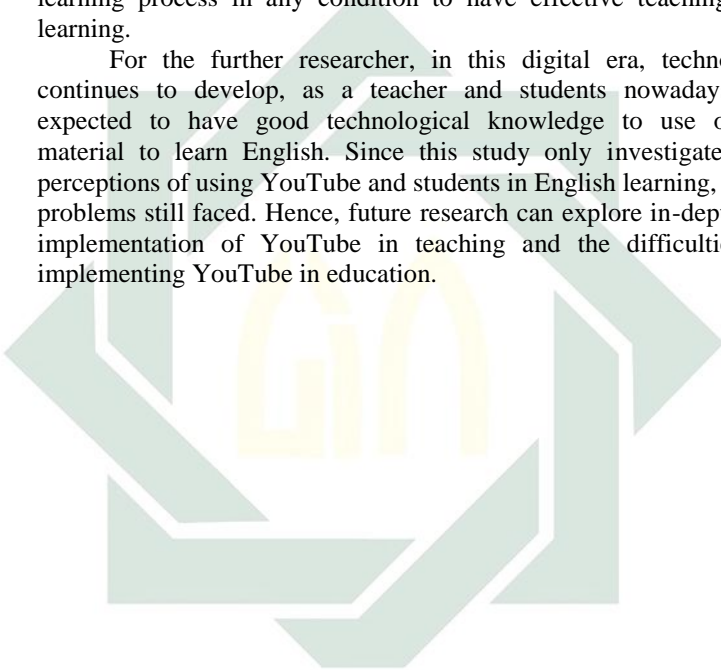 learning process in any condition to have effective teaching
learning.
For the further researcher, in this digital era, techno
continues to develop, as a teacher and students nowaday
expected to have good technological knowledge to use o
material to learn English. Since this study only investigate
perceptions of using YouTube and students in English learning,
problems still faced. Hence, future research can explore in-dept
implementation of YouTube in teaching and the difficulti
implementing YouTube in education.